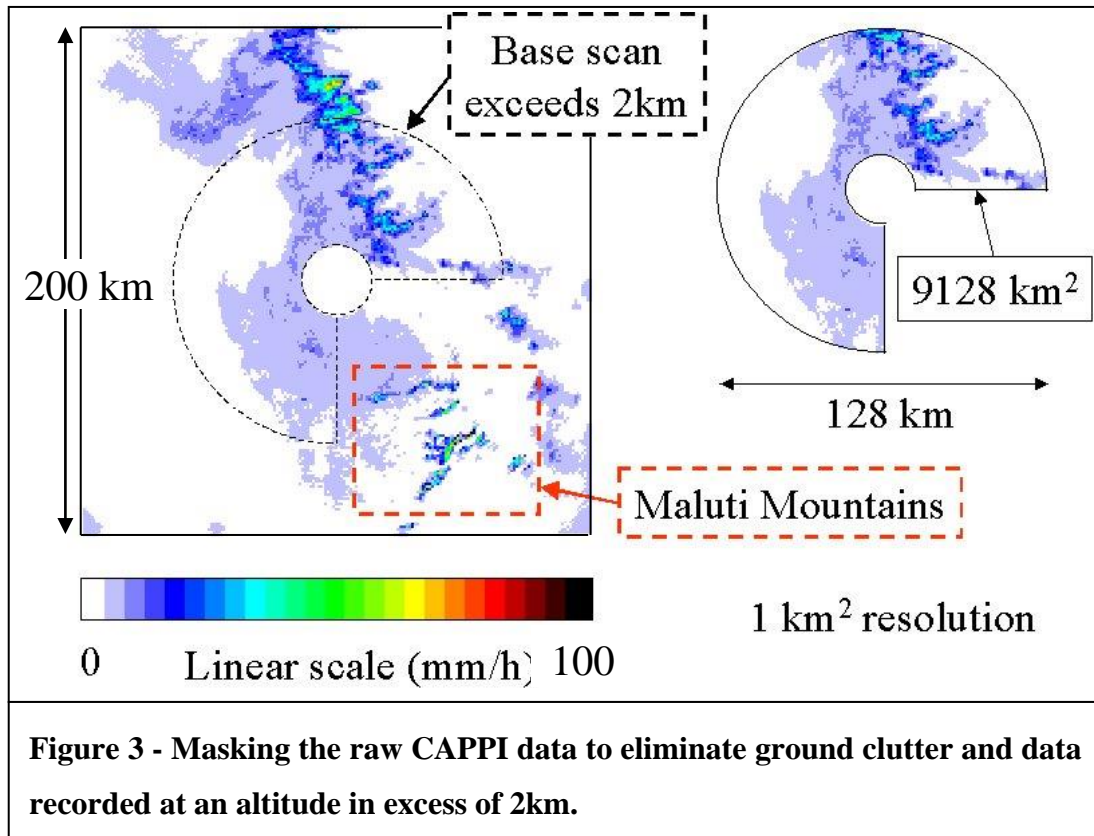 Base scan
exceeds 2km
200 km
9128 km²
128 km
Maluti Mountains
1 km² resolution
0 Linear scale (mm/h) 100
Figure 3 - Masking the raw CAPPI data to eliminate ground clutter and data
recorded at an altitude in excess of 2km.